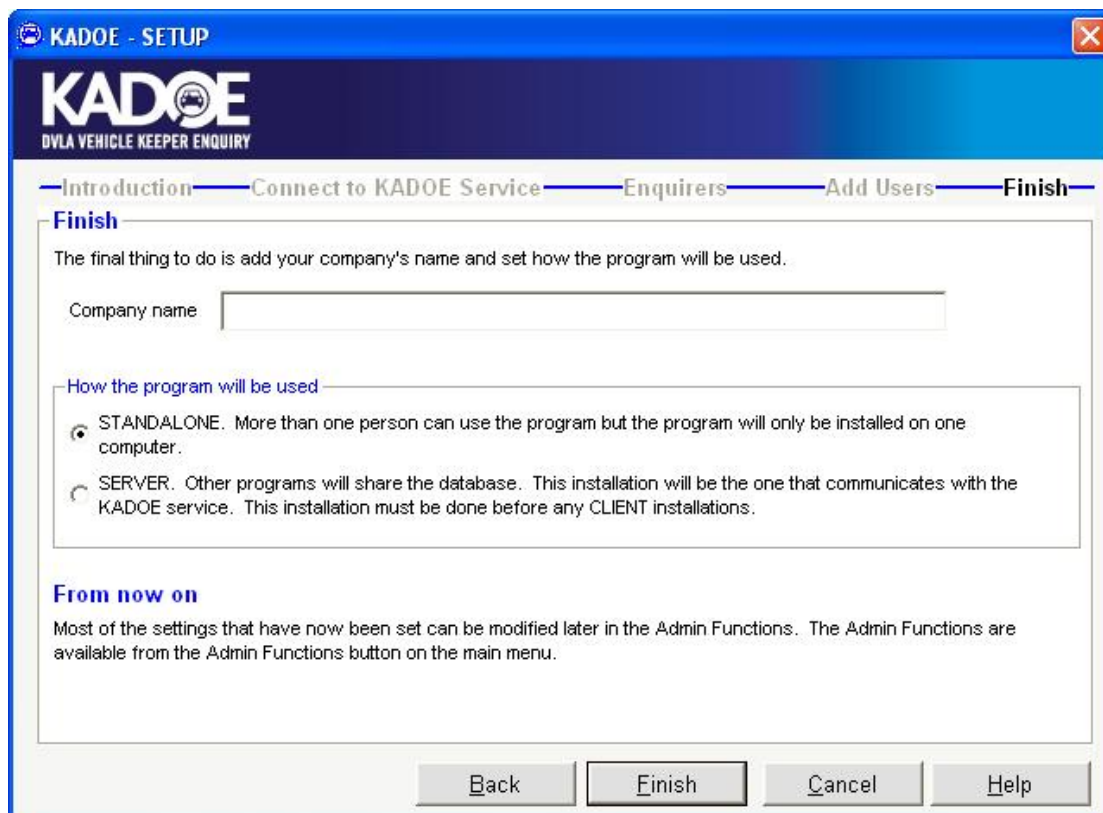 KADOE - SETUP
KADOE
DVLA VEHICLE KEEPER ENQUIRY
Introduction Connect to KADOE Service Enquirers Add Users Finish
Finish
The final thing to do is add your company's name and set how the program will be used.
Company name
How the program will be used
STANDALONE. More than one person can use the program but the program will only be installed on one
computer.
SERVER. Other programs will share the database. This installation will be the one that communicates with the
KADOE service. This installation must be done before any CLIENT installations.
From now on
Most of the settings that have now been set can be modified later in the Admin Functions. The Admin Functions are
available from the Admin Functions button on the main menu.
Back Finish Cancel Help